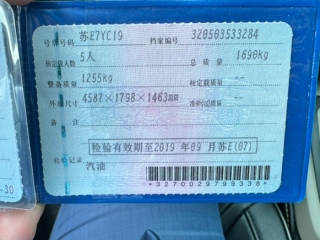 号牌号码 苏E7YC19 档案编号 320503533284
核定载人数 5人 总质量 1690kg
整备质量 1255kg 核定载质量 --
外廓尺寸 4587×1798×1463mm 准牵引总质量 --
备注
检验有效期至2019年09月苏E(07)
检验记录
汽油
*3270029799338*